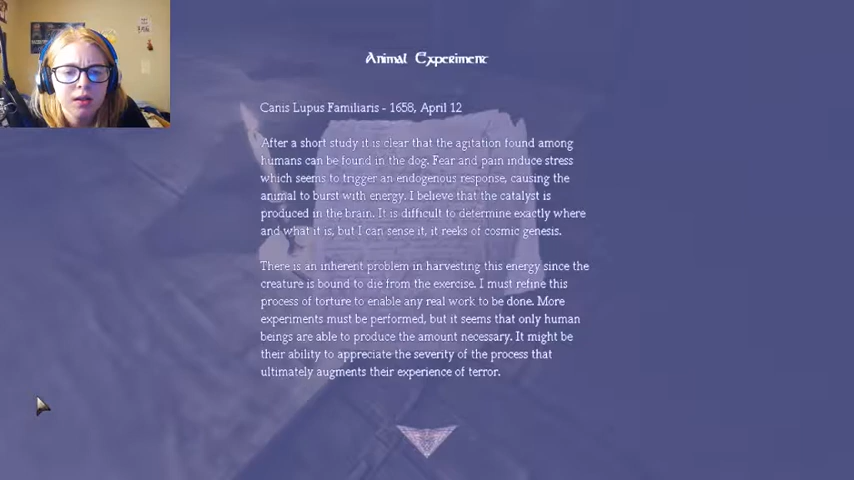 Animal Experiment
Canis Lupus Familiaris - 1658, April 12
After a short study it is clear that the agitation found among
humans can be found in the dog. Fear and pain induce stress
which seems to trigger an endogenous response, causing the
animal to burst with energy. I believe that the catalyst is
produced in the brain. It is difficult to determine exactly where
and what it is, but I can sense it, it reeks of cosmic genesis.
There is an inherent problem in harvesting this energy since the
creature is bound to die from the exercise. I must refine this
process of torture to enable any real work to be done. More
experiments must be performed, but it seems that only human
beings are able to produce the amount necessary. It might be
their ability to appreciate the severity of the process that
ultimately augments their experience of terror.